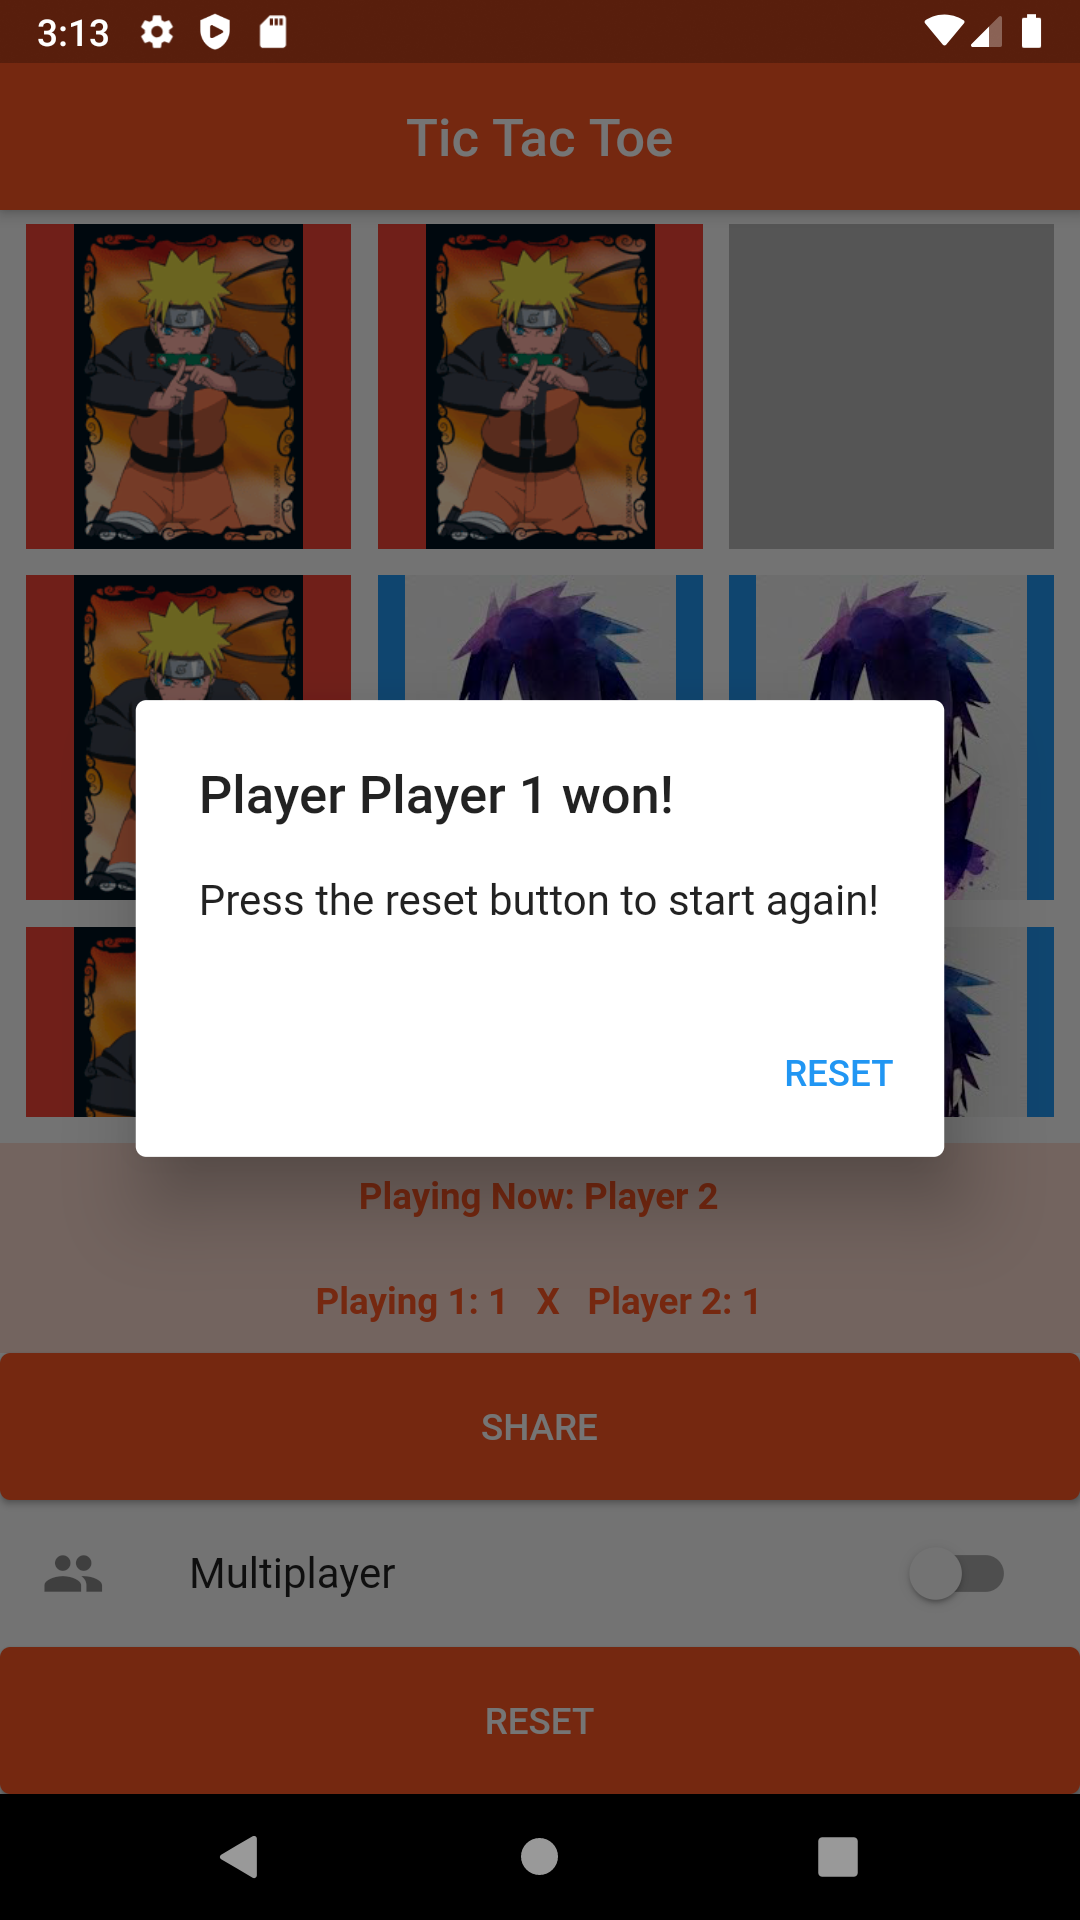 3:13
Tic Tac Toe
Player Player 1 won!
Press the reset button to start again!
RESET
Playing Now: Player 2
Playing 1: 1 X Player 2: 1
SHARE
Multiplayer
RESET